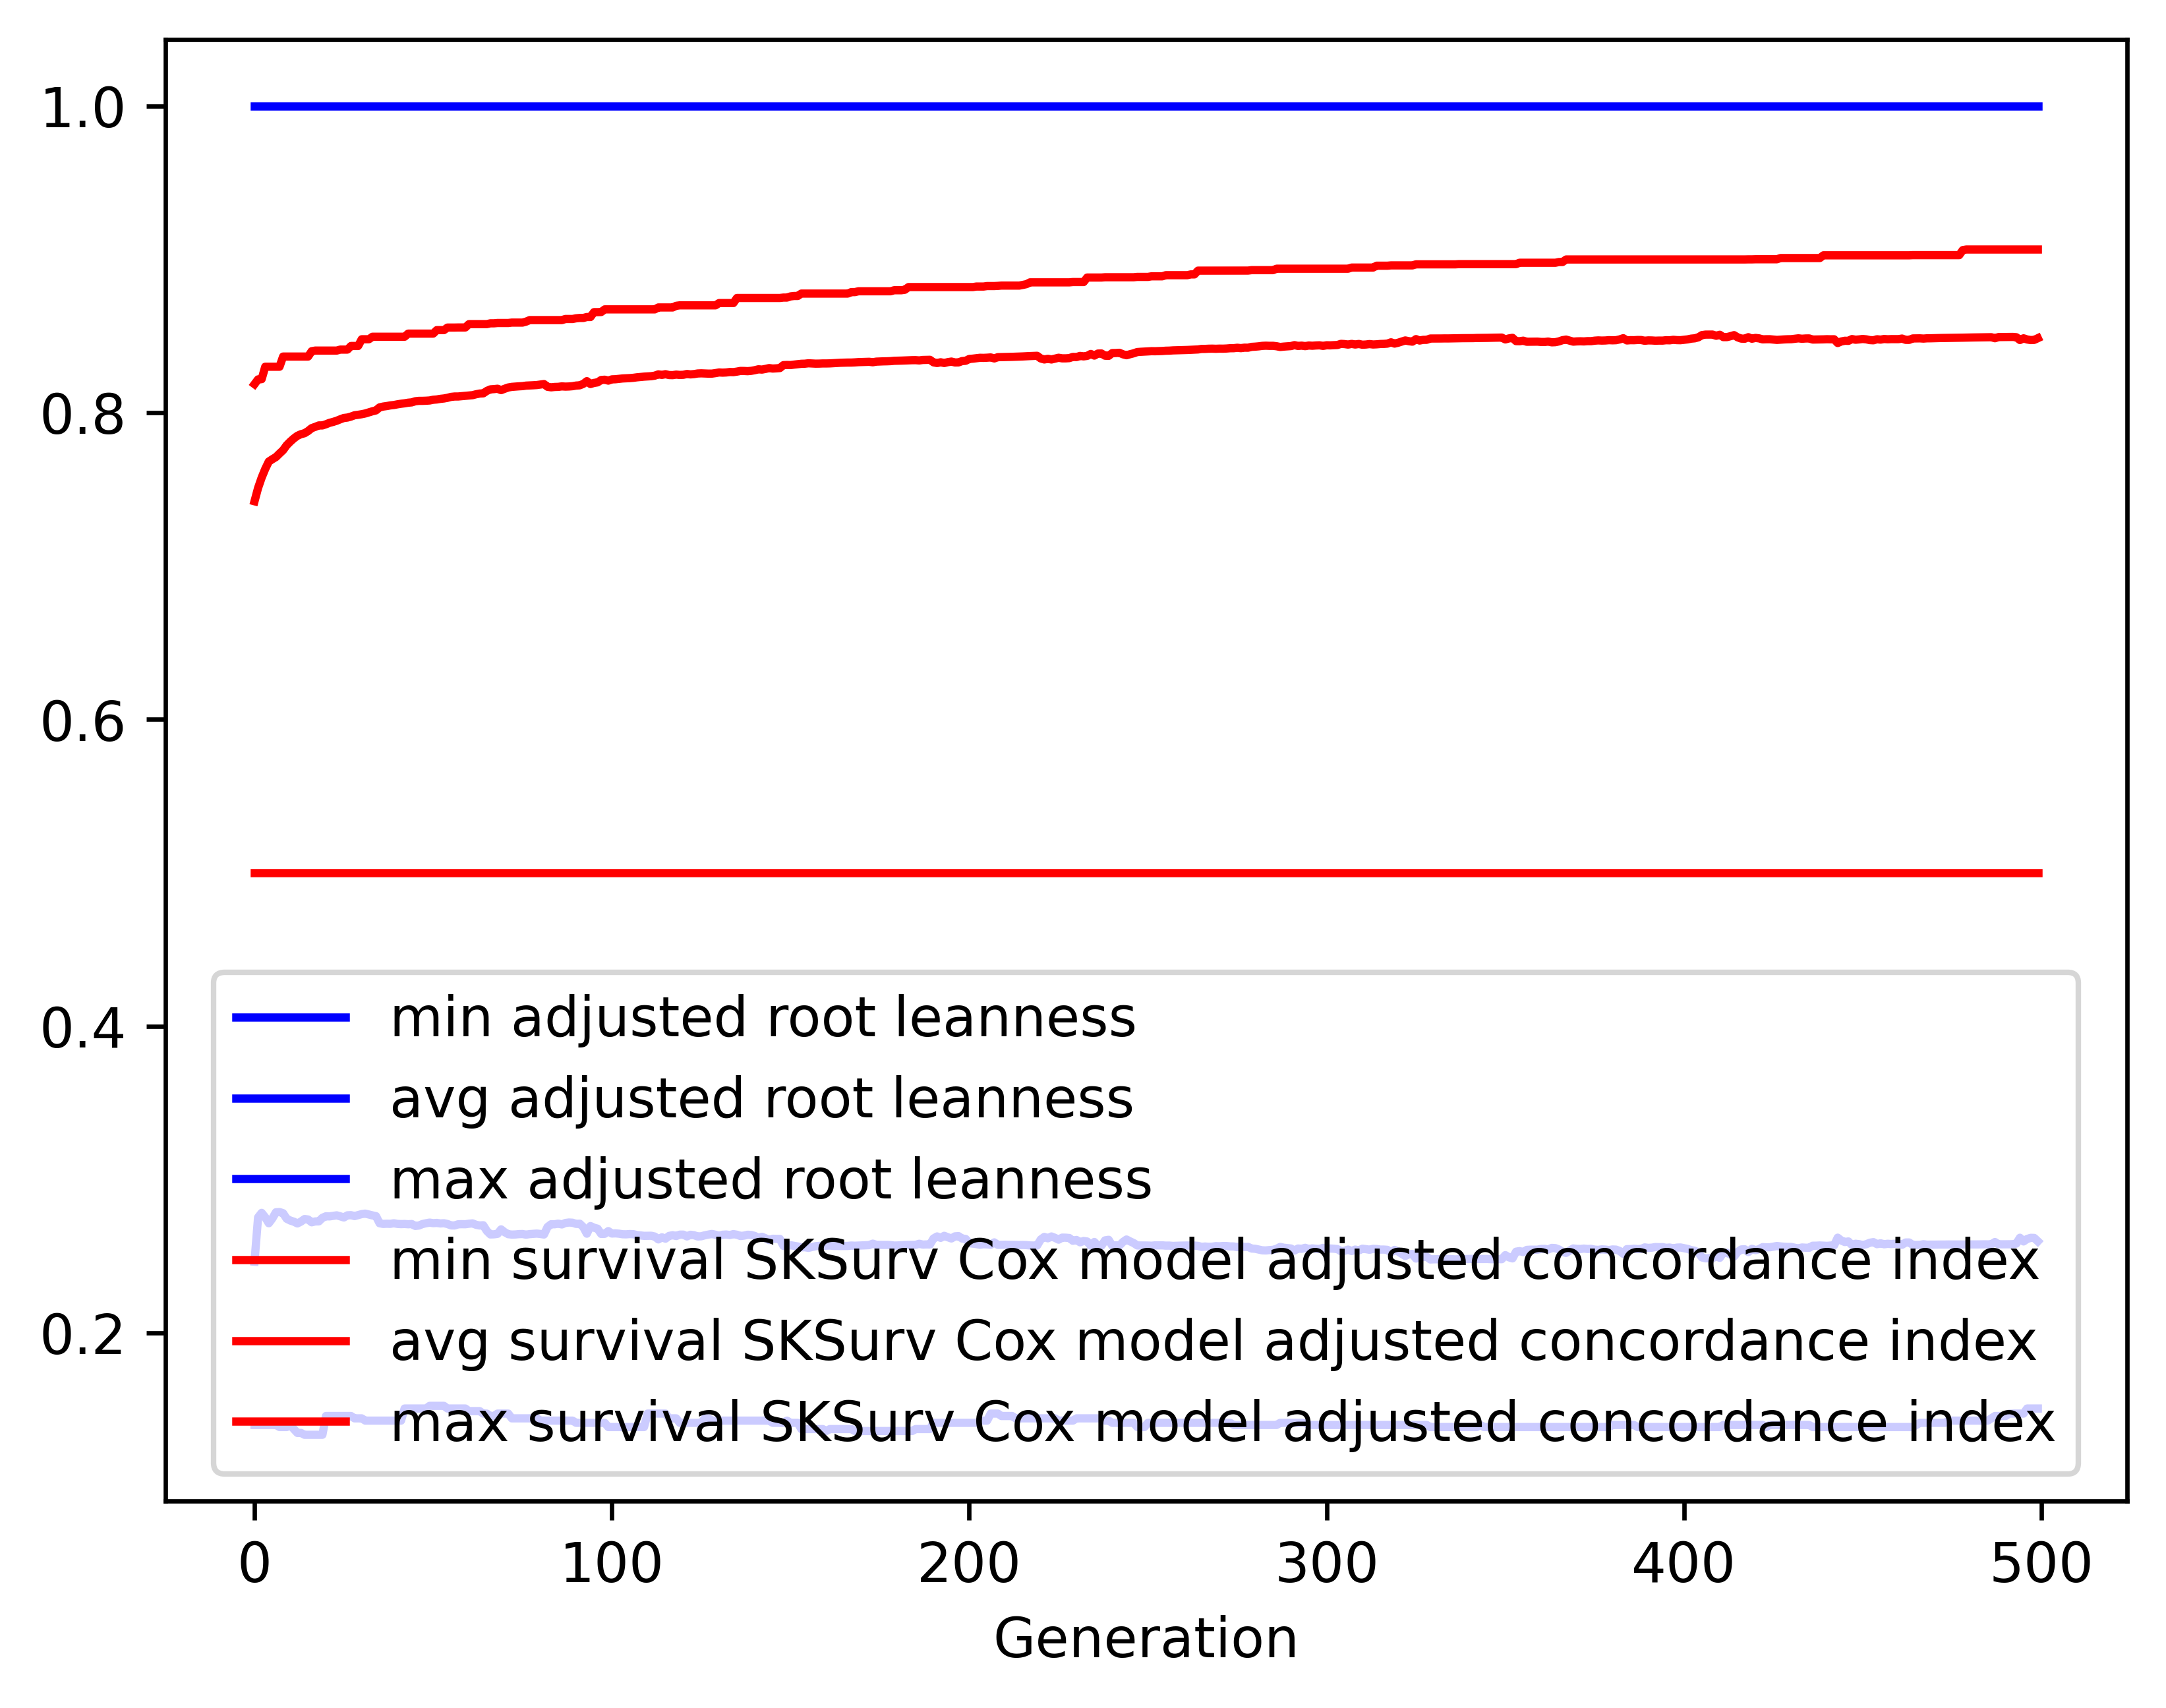 1.0
0.8
0.6
0.4
0.2
min adjusted root leanness
avg adjusted root leanness
max adjusted root leanness
min survival SKSurv Cox model adjusted concordance index
avg survival SKSurv Cox model adjusted concordance index
max survival SKSurv Cox model adjusted concordance index
0 100 200 300 400 500
Generation